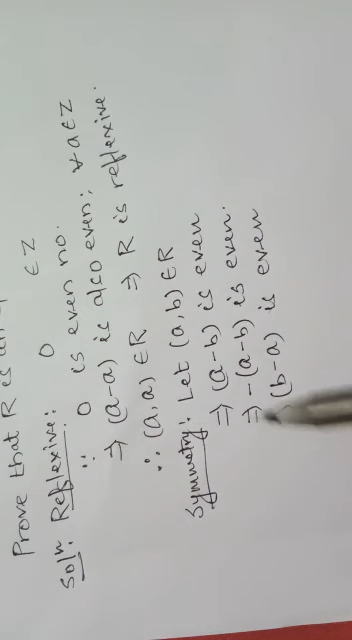 Prove that R is an
Soln. Reflexive: 0 ∈ Z
∵ 0 is even no.
⇒ (a-a) is also even; ∀ a ∈ Z
∴ (a,a) ∈ R ⇒ R is reflexive.
Symmetry: Let (a,b) ∈ R
⇒ (a-b) is even
⇒ -(a-b) is even.
(b-a) is even